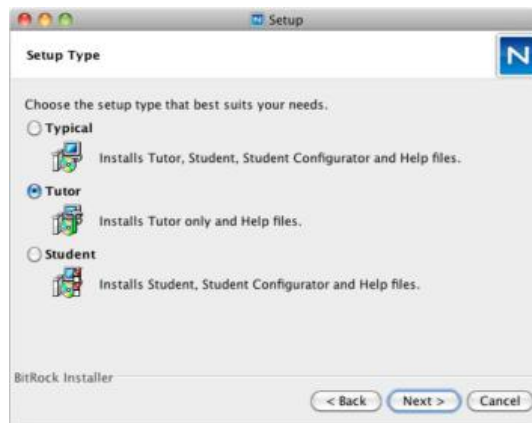 Setup
Setup Type
N
Choose the setup type that best suits your needs.
Typical
Installs Tutor, Student, Student Configurator and Help files.
Tutor
Installs Tutor only and Help files.
Student
Installs Student, Student Configurator and Help files.
BitRock Installer
< Back Next > Cancel